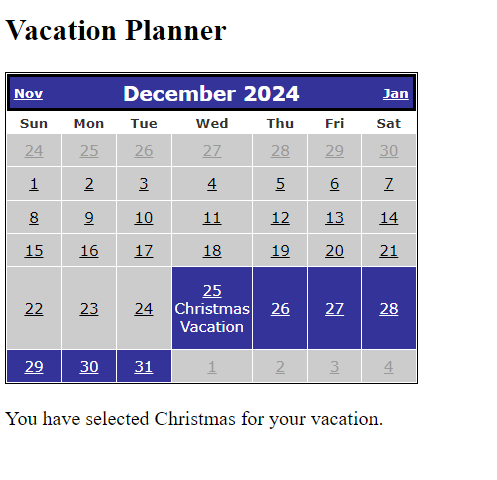 Vacation Planner
Nov December 2024 Jan
Sun Mon Tue Wed Thu Fri Sat
24 25 26 27 28 29 30
1 2 3 4 5 6 7
8 9 10 11 12 13 14
15 16 17 18 19 20 21
22 23 24 25 26 27 28
Christmas
Vacation
29 30 31 1 2 3 4
You have selected Christmas for your vacation.